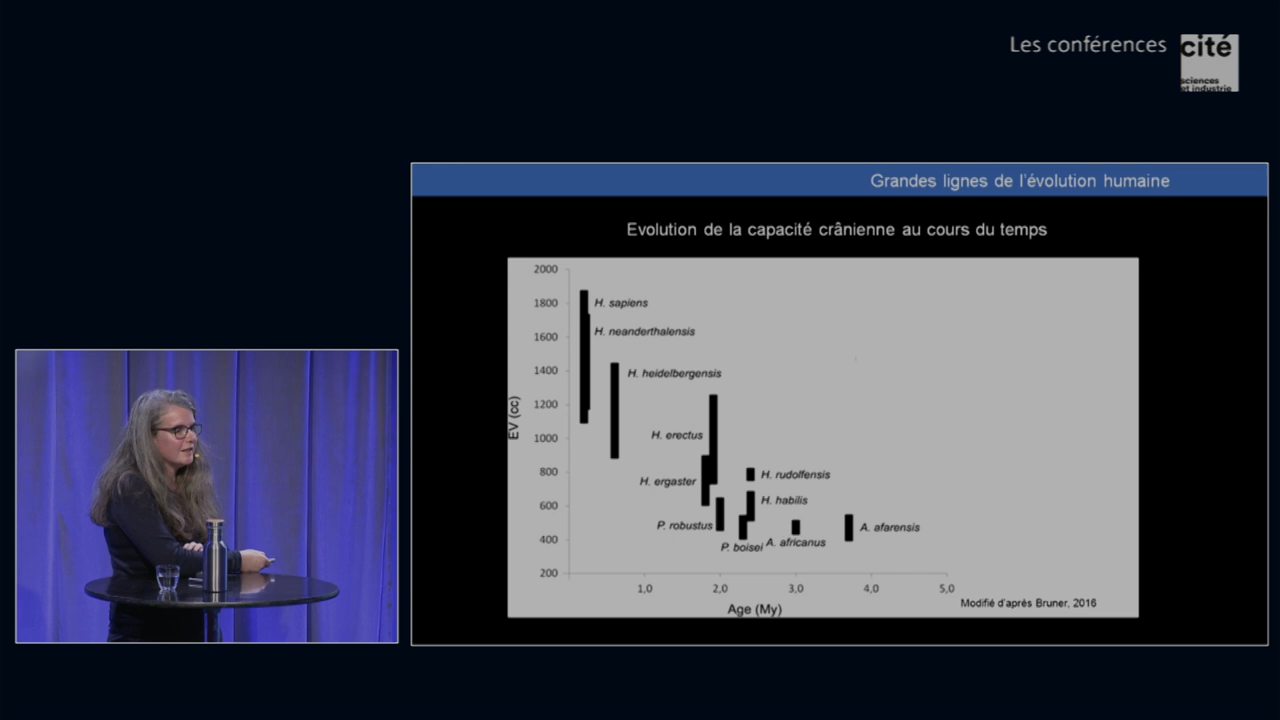 Les conférences
cité
sciences
et industrie
Grandes lignes de l'évolution humaine
Evolution de la capacité crânienne au cours du temps
2000
1800
1600
1400
1200
1000
800
600
400
200
EV (cc)
H. sapiens
H. neanderthalensis
H. heidelbergensis
H. erectus
H. rudolfensis
H. ergaster
H. habilis
P. robustus
A. afarensis
P. boisei
A. africanus
1,0
2,0
3,0
4,0
5,0
Age (My)
Modifié d'après Bruner, 2016